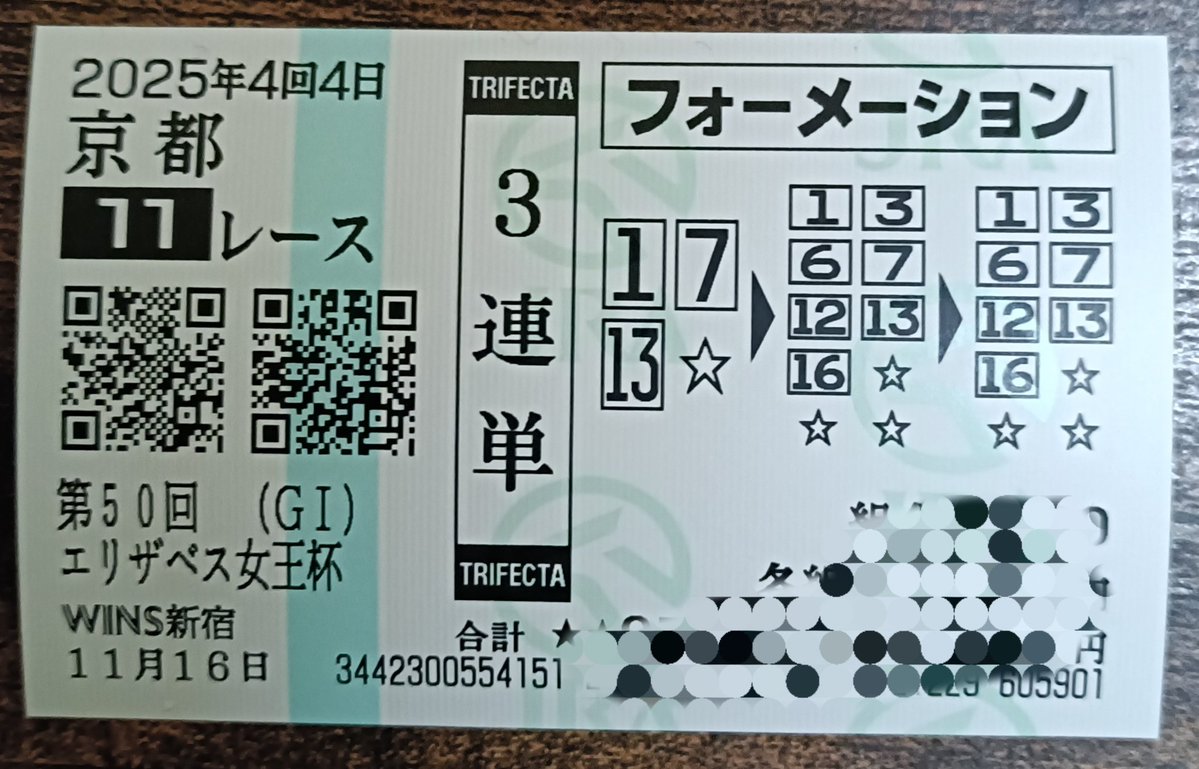 2025年4回4日
京都
11レース
第50回 (GI)
エリザベス女王杯
WINS新宿
11月16日
TRIFECTA
3連単
TRIFECTA
フォーメーション
1 7
13 ☆
1 3
6 7
12 13
16 ☆
☆ ☆
1 3
6 7
12 13
16 ☆
☆ ☆
合計 ★
円
3442300554151
605901